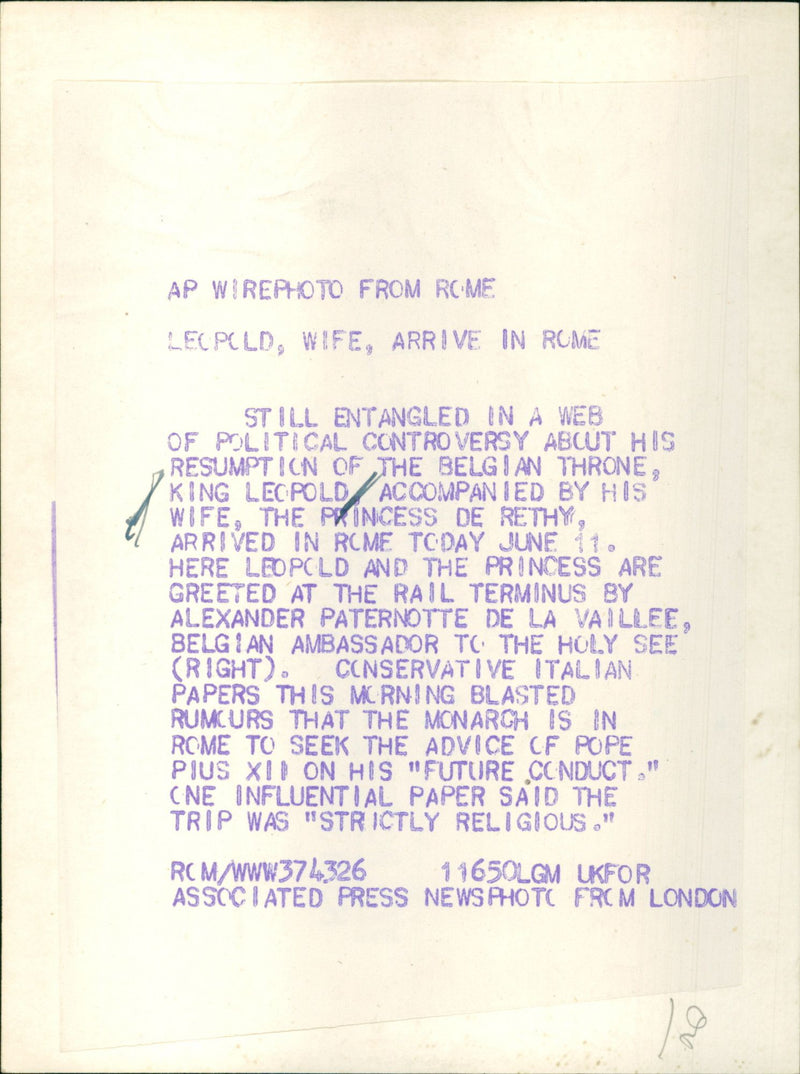 AP WIREPHOTO FROM ROME
LEOPOLD, WIFE, ARRIVE IN ROME
STILL ENTANGLED IN A WEB
OF POLITICAL CONTROVERSY ABOUT HIS
RESUMPTION OF THE BELGIAN THRONE,
KING LEOPOLD, ACCOMPANIED BY HIS
WIFE, THE PRINCESS DE RETHY,
ARRIVED IN ROME TODAY JUNE 11.
HERE LEOPOLD AND THE PRINCESS ARE
GREETED AT THE RAIL TERMINUS BY
ALEXANDER PATERNOTTE DE LA VAILLEE,
BELGIAN AMBASSADOR TO THE HOLY SEE
(RIGHT). CONSERVATIVE ITALIAN
PAPERS THIS MORNING BLASTED
RUMOURS THAT THE MONARCH IS IN
ROME TO SEEK THE ADVICE OF POPE
PIUS XII ON HIS "FUTURE CONDUCT."
ONE INFLUENTIAL PAPER SAID THE
TRIP WAS "STRICTLY RELIGIOUS."
ROM/WWW374326 11650LGM UKFOR
ASSOCIATED PRESS NEWSPHOTO FROM LONDON